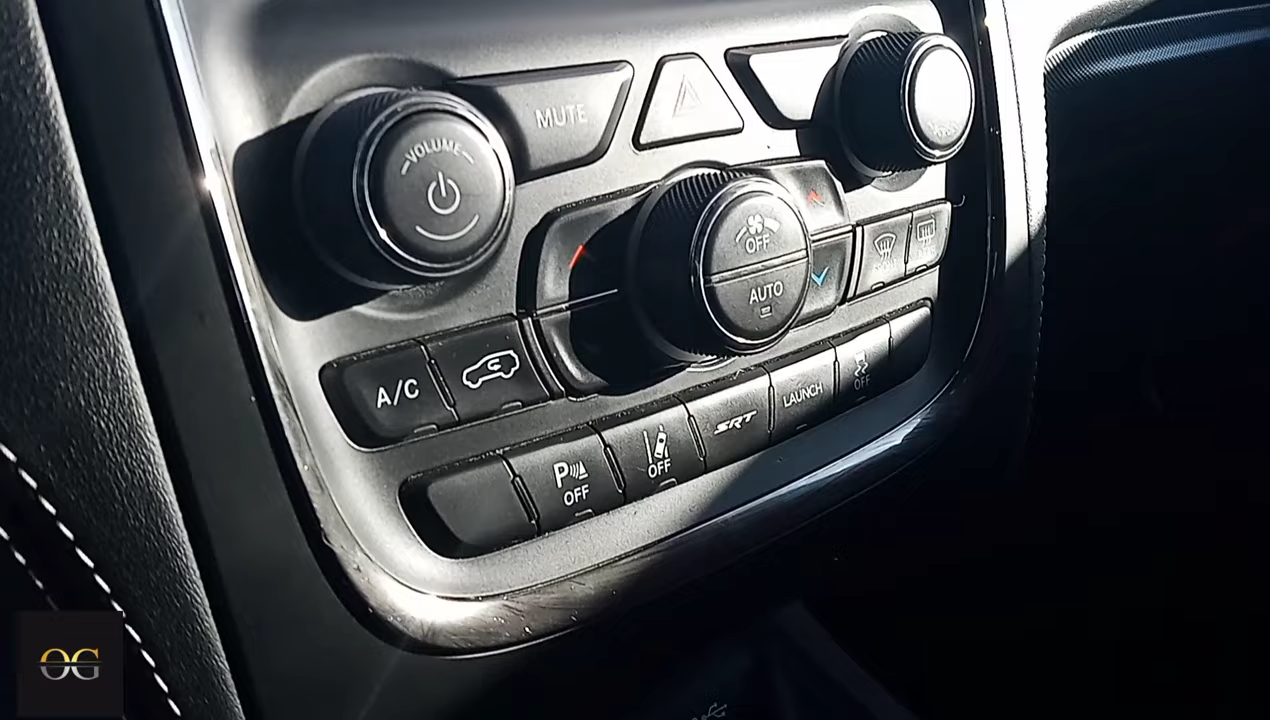 MUTE
VOLUME
OFF
AUTO
A/C
P
OFF
OFF
SRT
LAUNCH
OFF
OG